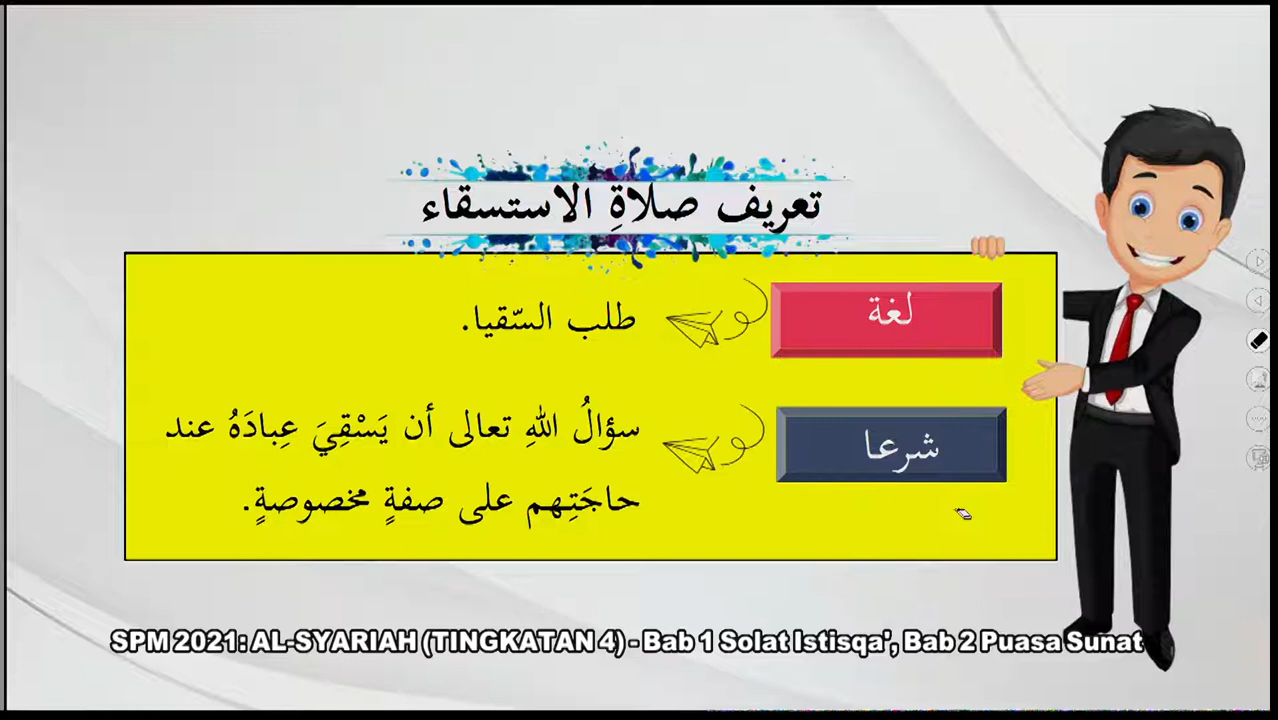 تعريف صلاةِ الاستسقاء
لغة
طلب السّقيا.
شرعا
سؤالُ اللهِ تعالى أن يَسْقِيَ عِبادَهُ عند
حاجَتِهم على صفةٍ مخصوصةٍ.
SPM 2021: AL-SYARIAH (TINGKATAN 4) - Bab 1 Solat Istisqa', Bab 2 Puasa Sunat